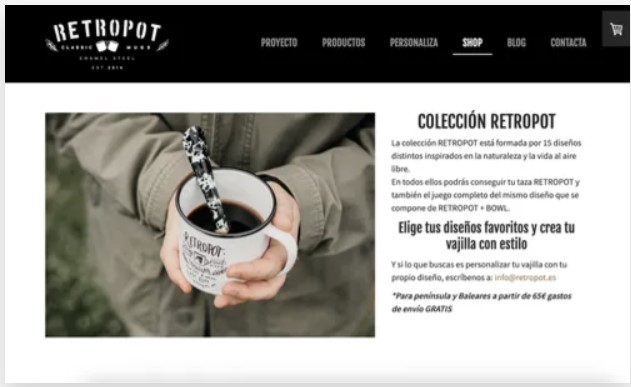 RETROPOT
CLASSIC MUGS
ENAMEL STEEL
EST 2014
PROYECTO PRODUCTOS PERSONALIZA SHOP BLOG CONTACTA
COLECCIÓN RETROPOT
La colección RETROPOT está formada por 15 diseños
distintos inspirados en la naturaleza y la vida al aire
libre.
En todos ellos podrás conseguir tu taza RETROPOT y
también el juego completo del mismo diseño que se
compone de RETROPOT + BOWL.
Elige tus diseños favoritos y crea tu
vajilla con estilo
Y si lo que buscas es personalizar tu vajilla con tu
propio diseño, escríbenos a: info@retropot.es
*Para península y Baleares a partir de 65€ gastos
de envío GRATIS
RETROPOT